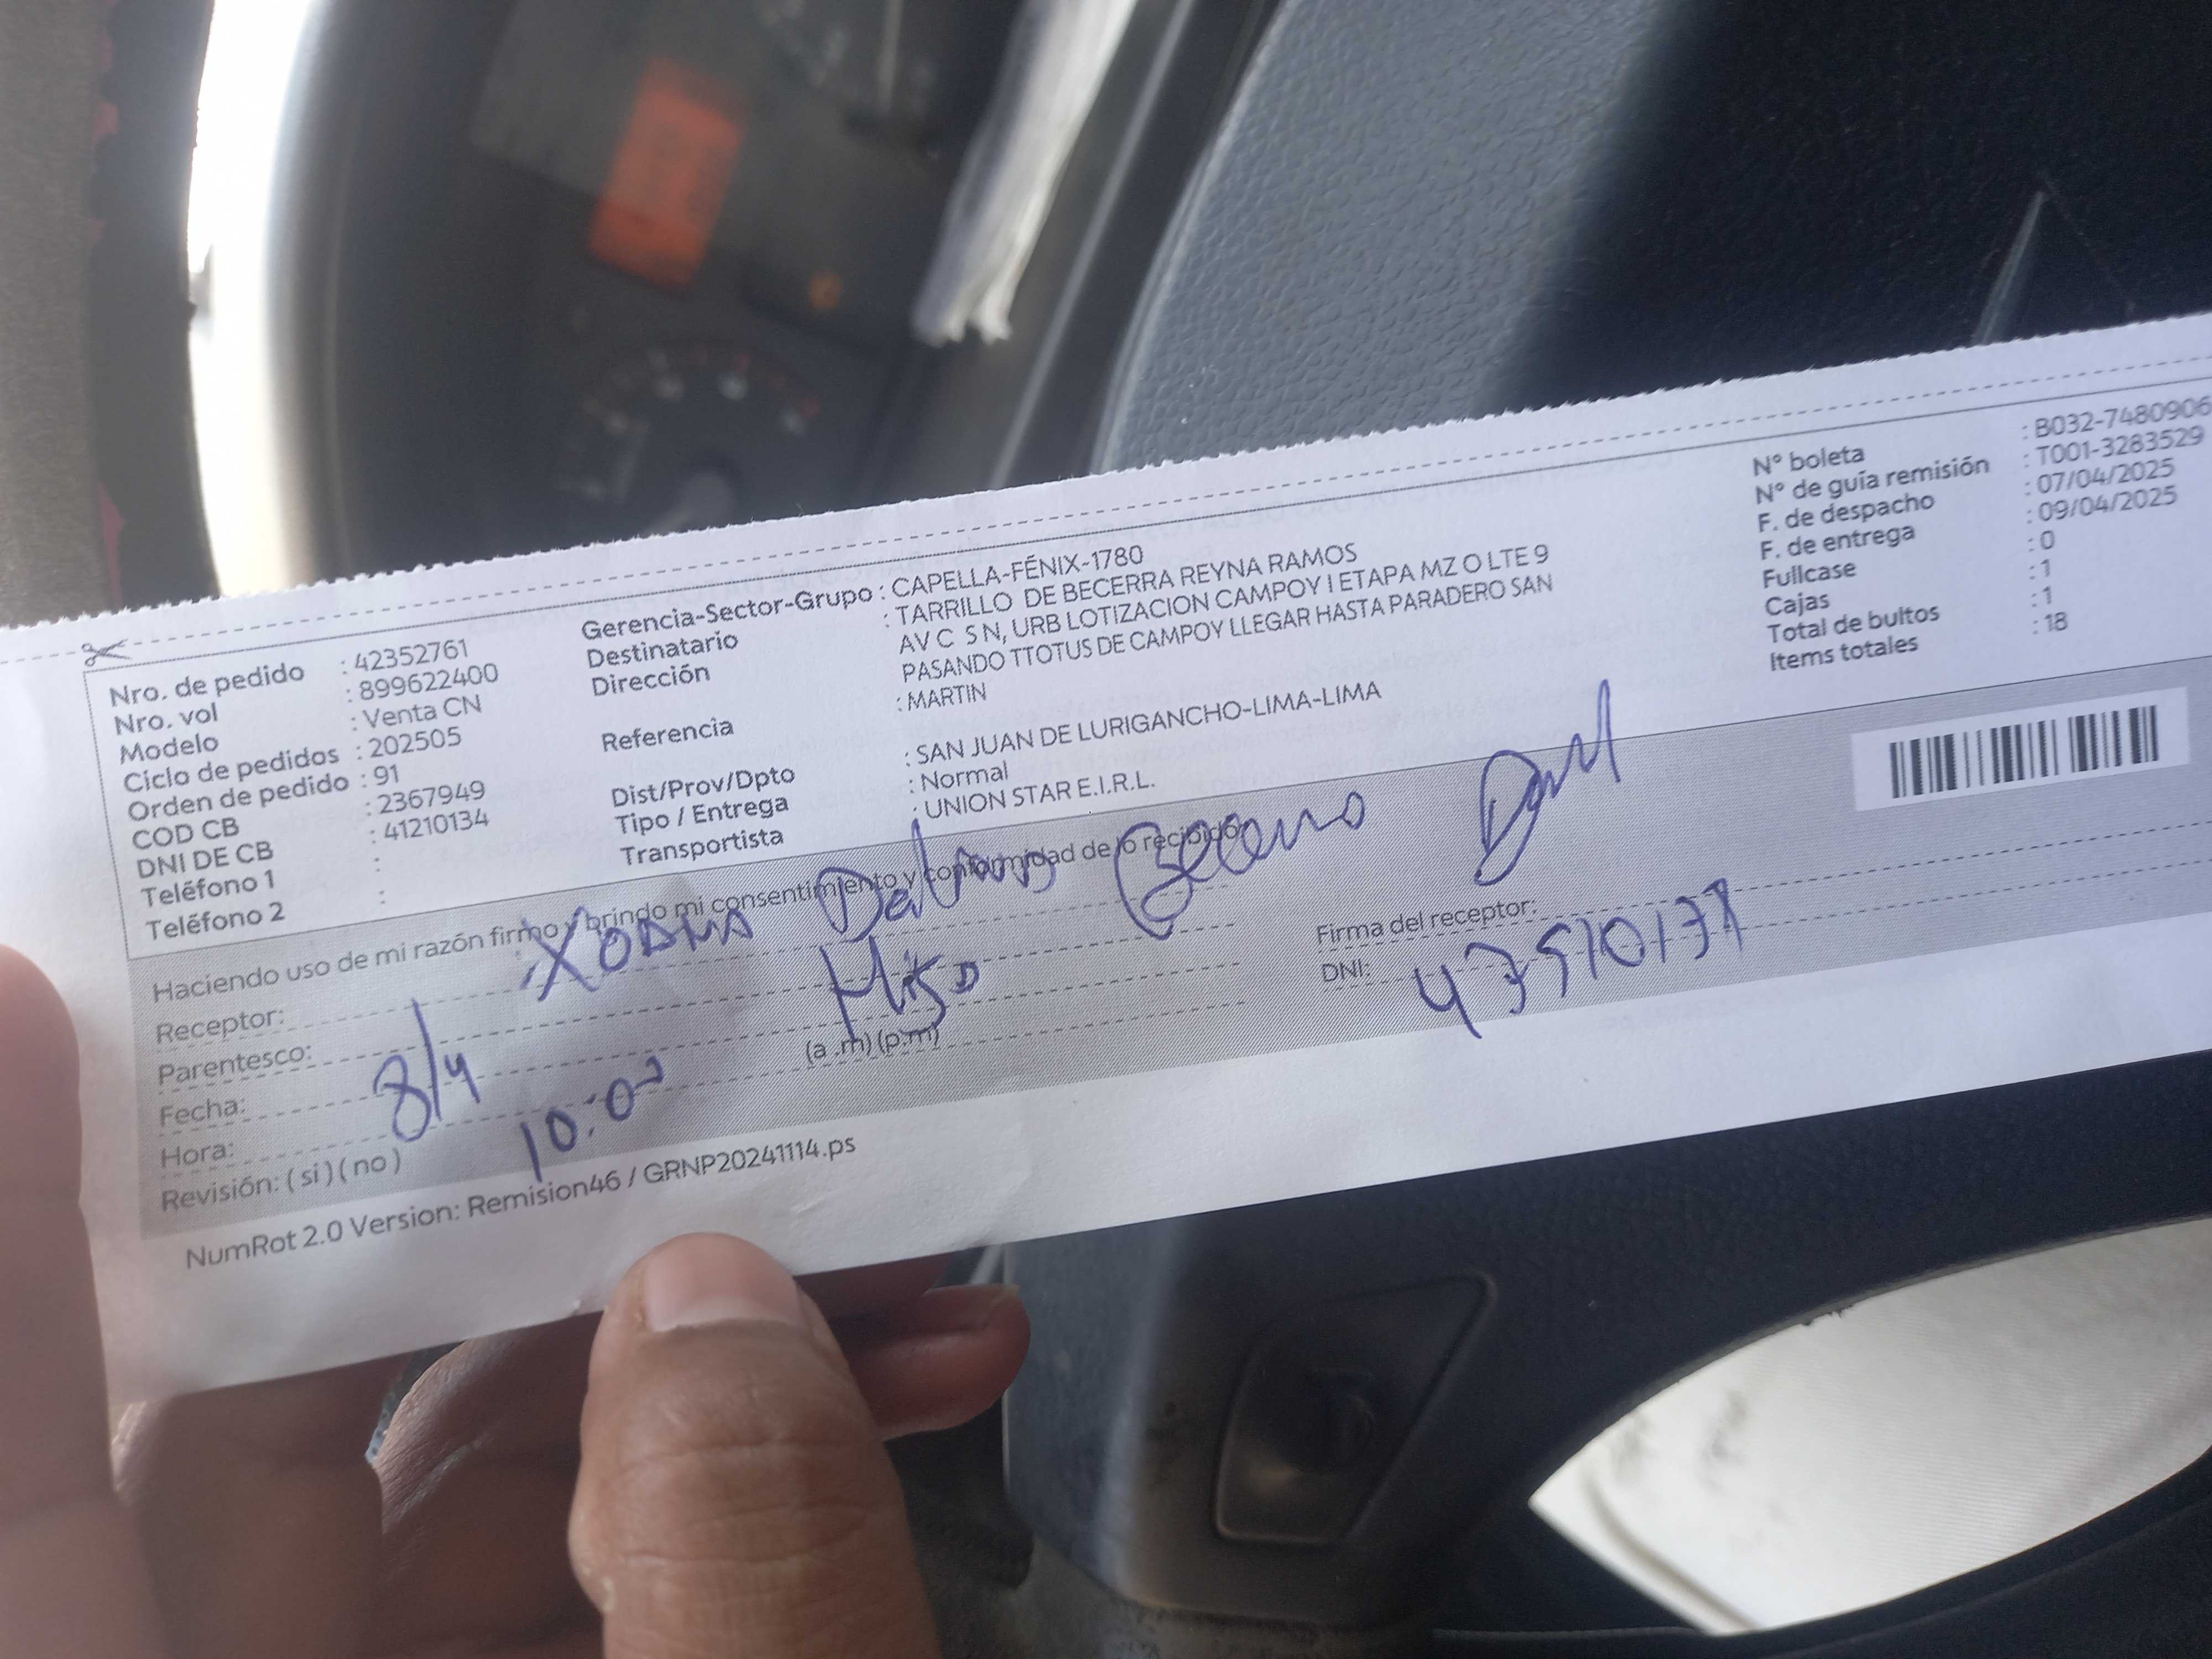 Nro. de pedido : 42352761
Nro. vol : 899622400
Modelo : Venta CN
Ciclo de pedidos : 202505
Orden de pedido : 91
COD CB : 2367949
DNI DE CB : 41210134
Teléfono 1 :
Teléfono 2 :
Gerencia-Sector-Grupo : CAPELLA-FÉNIX-1780
Destinatario : TARRILLO DE BECERRA REYNA RAMOS
Dirección AV C S N, URB LOTIZACION CAMPOY I ETAPA MZ O LTE 9
PASANDO TTOTUS DE CAMPOY LLEGAR HASTA PARADERO SAN
Referencia : MARTIN
Dist/Prov/Dpto : SAN JUAN DE LURIGANCHO-LIMA-LIMA
Tipo / Entrega : Normal
Transportista : UNION STAR E.I.R.L.
N° boleta : B032-7480906
N° de guía remisión : T001-3283529
F. de despacho : 07/04/2025
F. de entrega : 09/04/2025
Fullcase : 0
Cajas : 1
Total de bultos : 1
Items totales : 18
Haciendo uso de mi razón firmo y brindo mi consentimiento y conformidad de lo recibido
Receptor:
Parentesco:
Fecha: 8/4
Hora: 10:00 (a .m) (p.m)
Revisión: ( si ) ( no )
Firma del receptor:
DNI:
NumRot 2.0 Version: Remision46 / GRNP20241114.ps